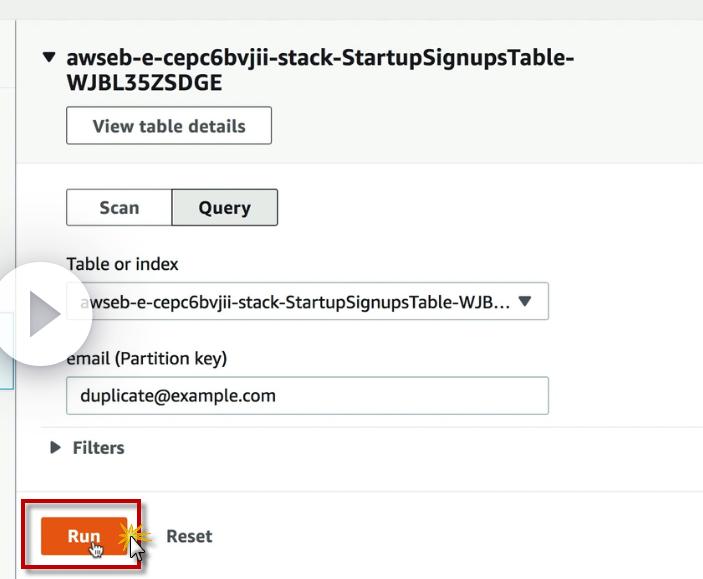 awseb-e-cepc6bvjii-stack-StartupSignupsTable-
WJBL35ZSDGE
View table details
Scan Query
Table or index
awseb-e-cepc6bvjii-stack-StartupSignupsTable-WJB...
email (Partition key)
duplicate@example.com
Filters
Run Reset